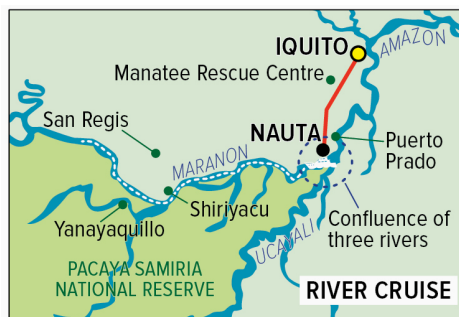 IQUITO
AMAZON
Manatee Rescue Centre
San Regis
NAUTA
MARANON
Puerto
Prado
Shiriyacu
Yanayaquillo
Confluence of
three rivers
UCAYALI
PACAYA SAMIRIA
NATIONAL RESERVE
RIVER CRUISE